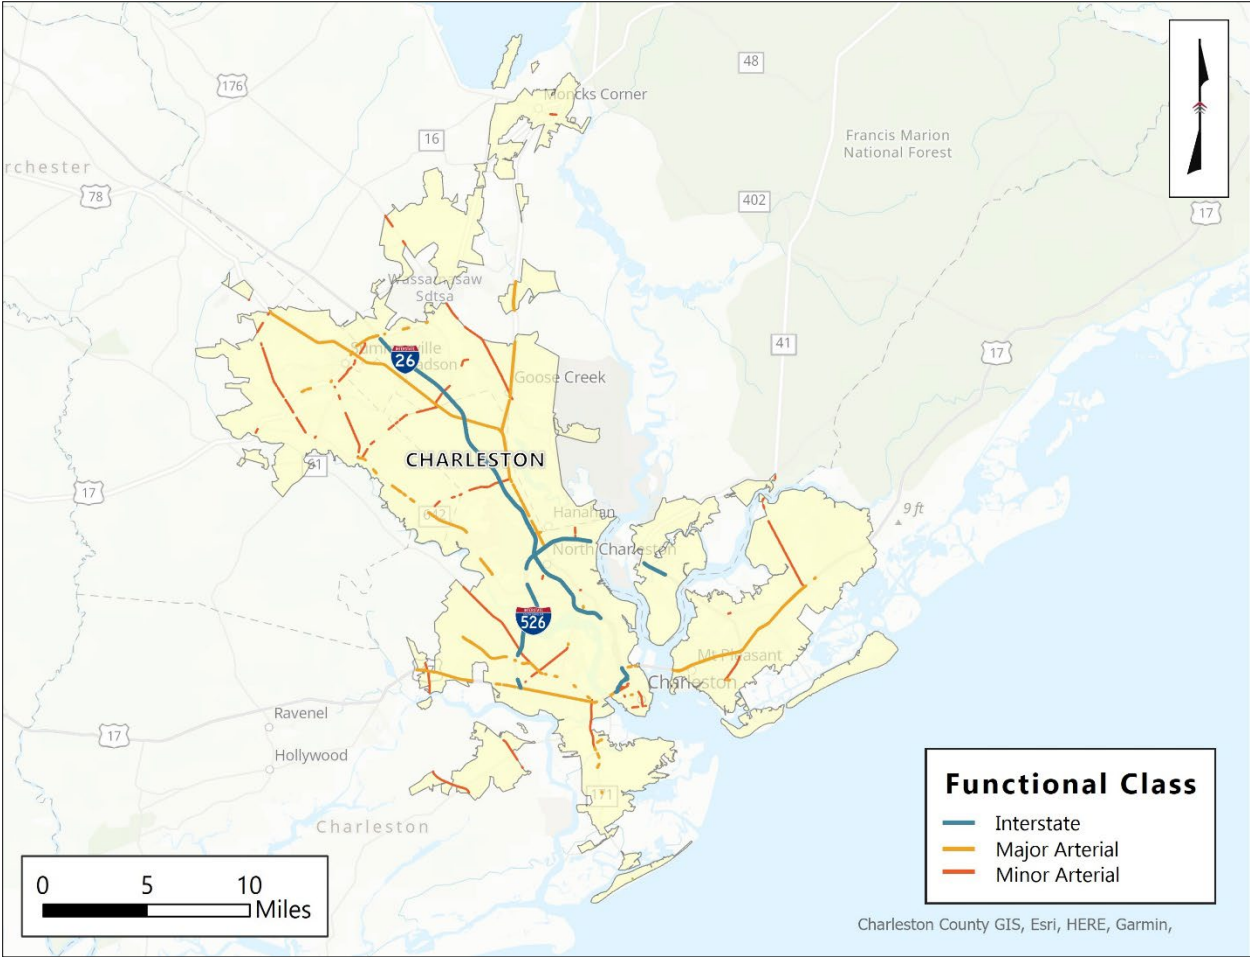 48
176
Moncks Corner
16
Francis Marion
National Forest
rchester
78
402
17
Wassamasaw
Sdtsa
41
17
26
Goose Creek
CHARLESTON
61
17
9 ft
642
Hanahan
North Charleston
526
Mt Pleasant
Charleston
Ravenel
17
Hollywood
171
Charleston
Functional Class
Interstate
Major Arterial
Minor Arterial
0 5 10
Miles
Charleston County GIS, Esri, HERE, Garmin,